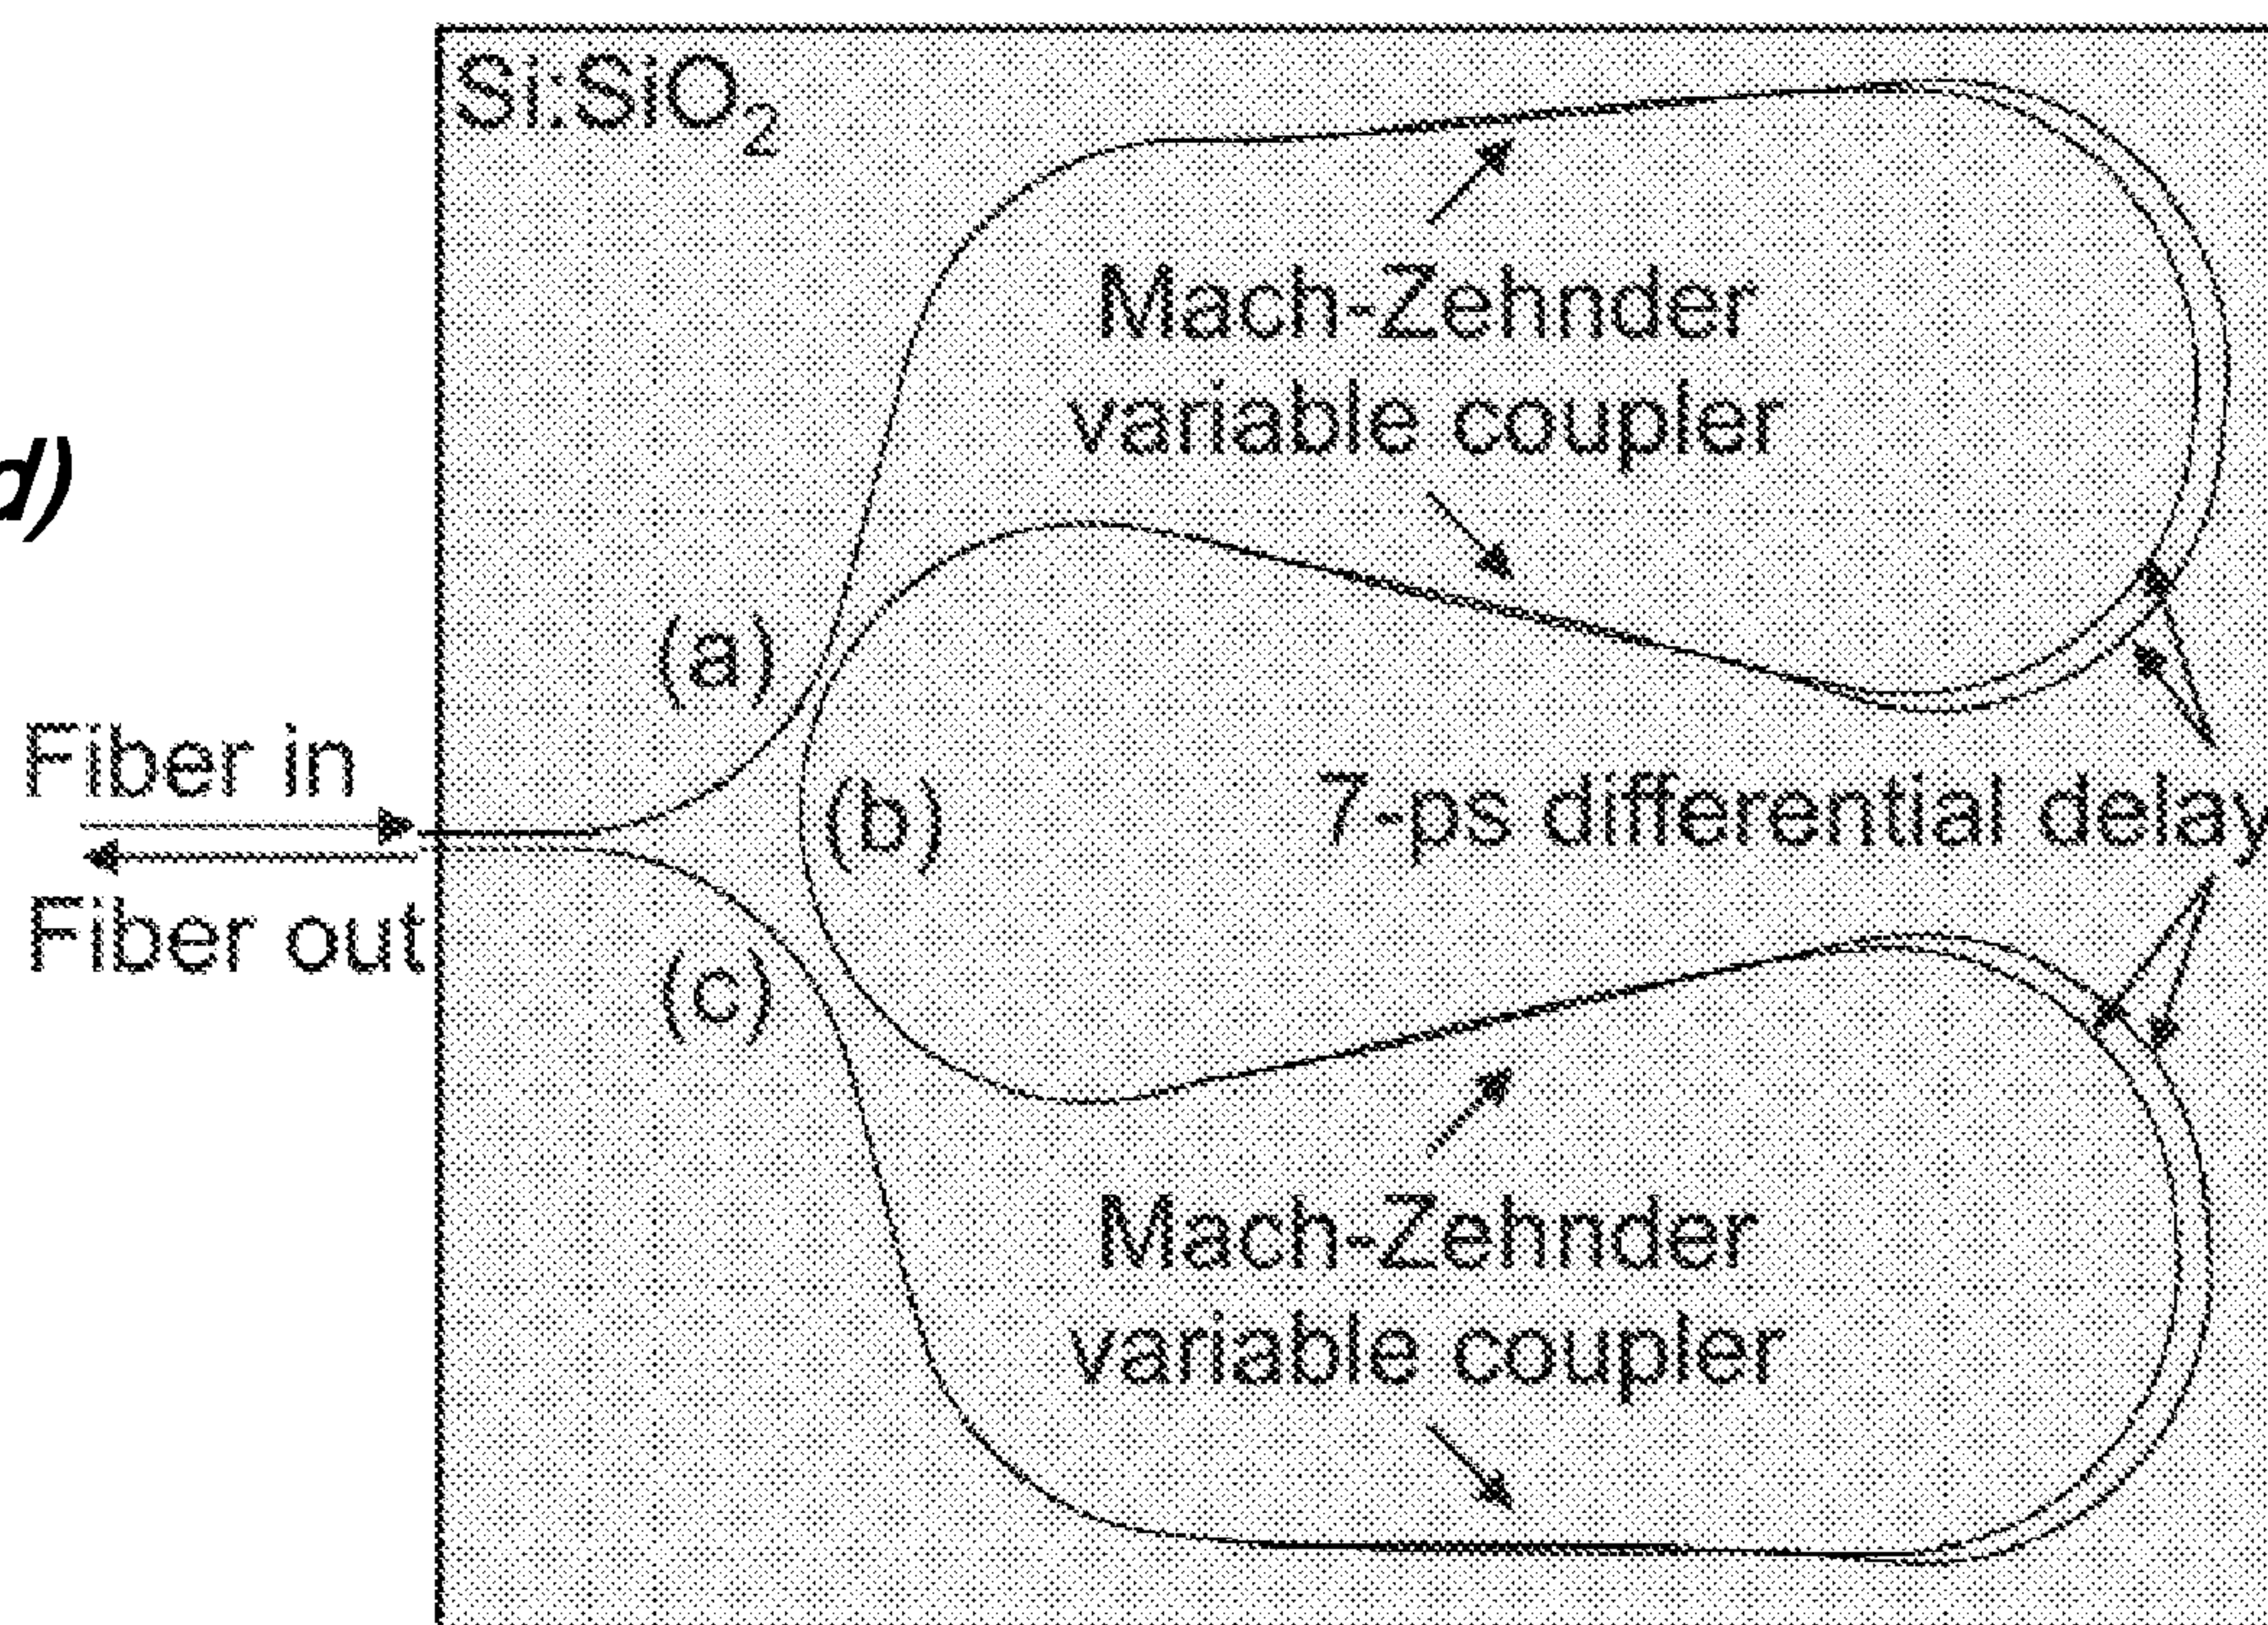 Si:SiO2
Mach-Zehnder
variable coupler
d)
(a)
Fiber in
(b)
7-ps differential delay
Fiber out
(c)
Mach-Zehnder
variable coupler